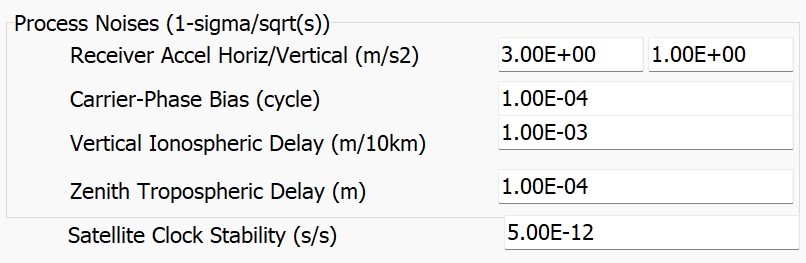 Process Noises (1-sigma/sqrt(s))
Receiver Accel Horiz/Vertical (m/s2) 3.00E+00 1.00E+00
Carrier-Phase Bias (cycle) 1.00E-04
Vertical Ionospheric Delay (m/10km) 1.00E-03
Zenith Tropospheric Delay (m) 1.00E-04
Satellite Clock Stability (s/s) 5.00E-12